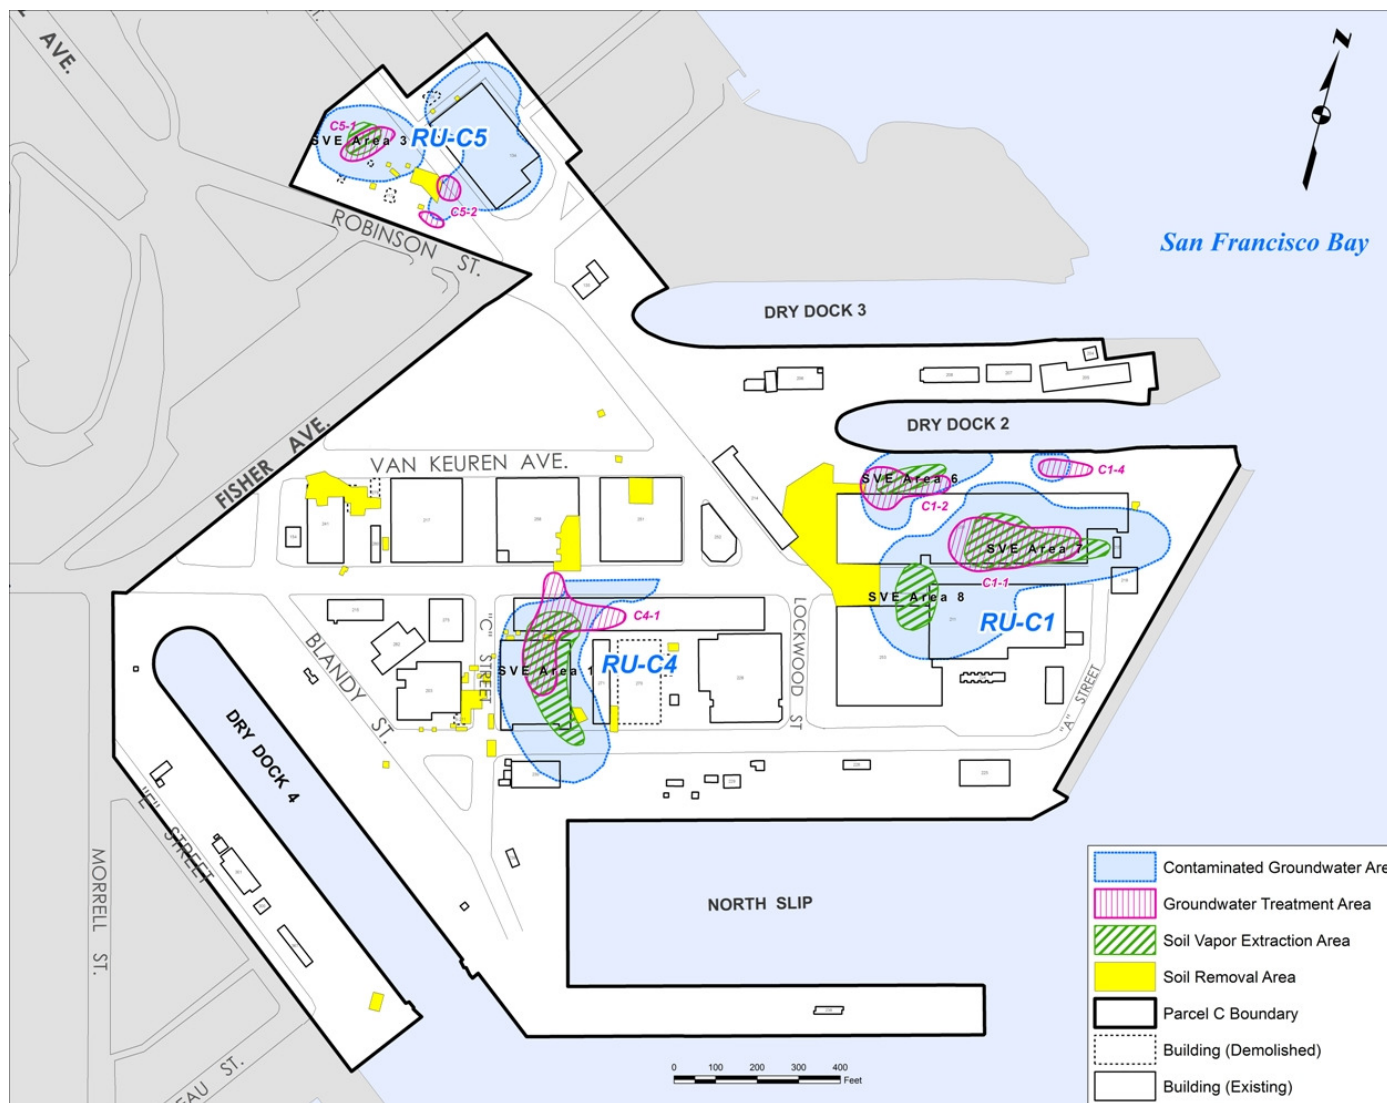 AVE.
ST.
N
C5-1
SVE Area 3
RU-C5
C5-2
ROBINSON ST.
San Francisco Bay
DRY DOCK 3
DRY DOCK 2
FISHER AVE.
VAN KEUREN AVE.
SVE Area 6
C1-4
C1-2
SVE Area 7
C1-1
SVE Area 8
RU-C1
C4-1
"C" STREET
SVE Area 1
RU-C4
LOCKWOOD ST
BLANDY ST.
"A" STREET
DRY DOCK 4
"E" STREET
MORRELL ST.
NORTH SLIP
EAU ST.
0 100 200 300 400
Feet
Contaminated Groundwater Are
Groundwater Treatment Area
Soil Vapor Extraction Area
Soil Removal Area
Parcel C Boundary
Building (Demolished)
Building (Existing)